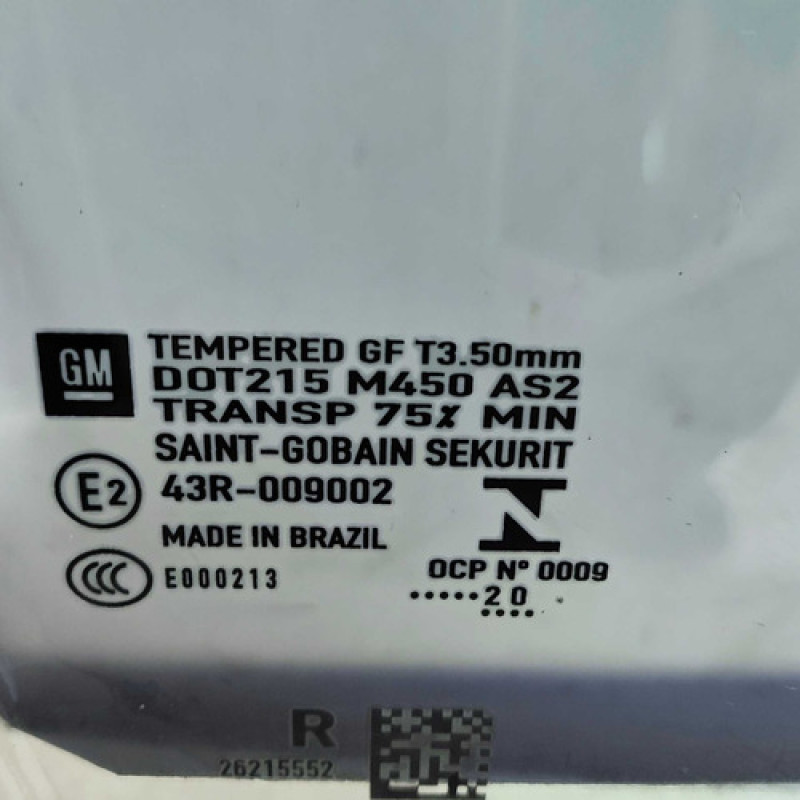 GM
TEMPERED GF T3.50mm
DOT215 M450 AS2
TRANSP 75% MIN
SAINT-GOBAIN SEKURIT
E2 43R-009002
MADE IN BRAZIL
CCC E000213
OCP Nº 0009
.....20
....
R
26215552